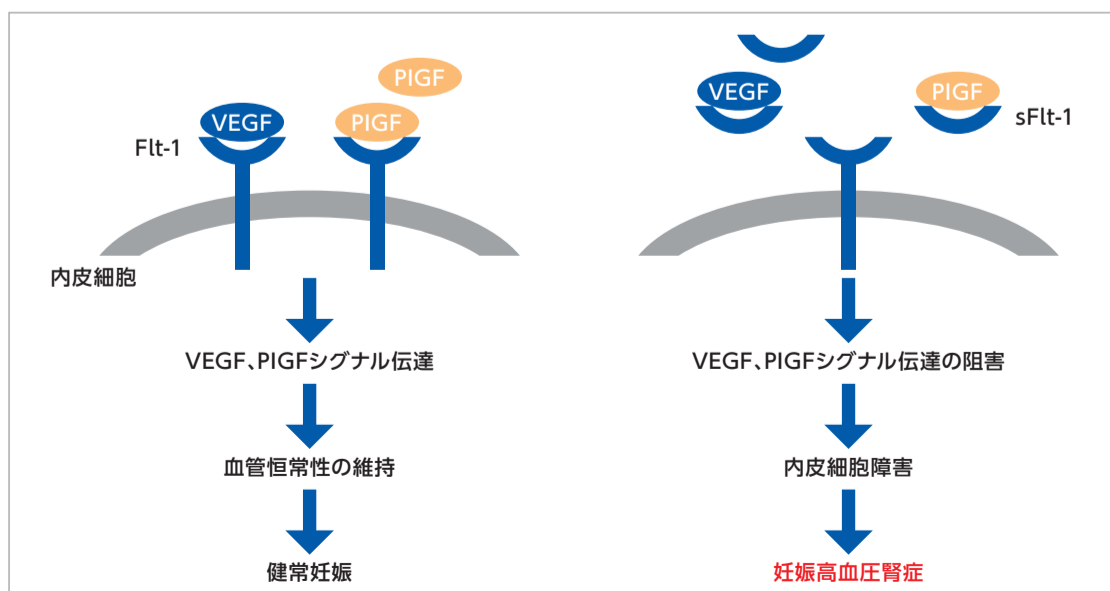 PIGF
VEGF
PIGF
Flt-1
内皮細胞
VEGF、PIGFシグナル伝達
血管恒常性の維持
健常妊娠
VEGF
PIGF
sFlt-1
VEGF、PIGFシグナル伝達の阻害
内皮細胞障害
妊娠高血圧腎症